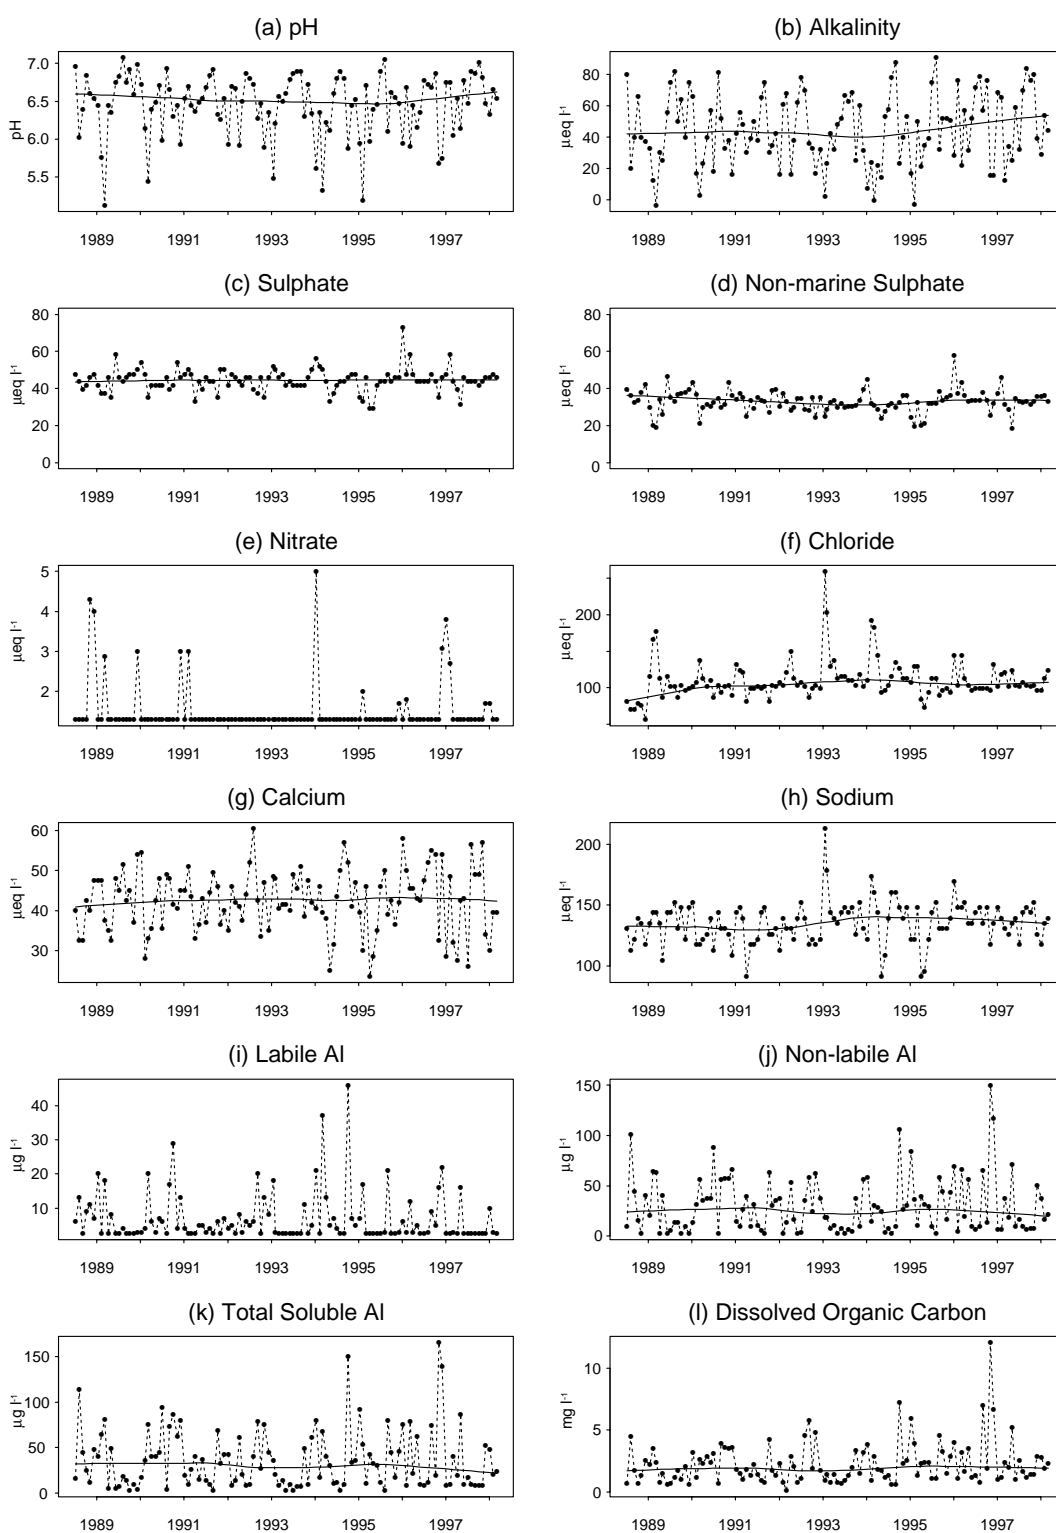 (a) pH
7.0
6.5
6.0
5.5
pH
1989 1991 1993 1995 1997
(b) Alkalinity
80
60
40
20
0
μeq l-1
1989 1991 1993 1995 1997
(c) Sulphate
80
60
40
20
0
μeq l-1
1989 1991 1993 1995 1997
(d) Non-marine Sulphate
80
60
40
20
0
μeq l-1
1989 1991 1993 1995 1997
(e) Nitrate
5
4
3
2
μeq l-1
1989 1991 1993 1995 1997
(f) Chloride
200
100
μeq l-1
1989 1991 1993 1995 1997
(g) Calcium
60
50
40
30
μeq l-1
1989 1991 1993 1995 1997
(h) Sodium
200
150
100
μeq l-1
1989 1991 1993 1995 1997
(i) Labile Al
40
30
20
10
μg l-1
1989 1991 1993 1995 1997
(j) Non-labile Al
150
100
50
0
μg l-1
1989 1991 1993 1995 1997
(k) Total Soluble Al
150
100
50
0
μg l-1
1989 1991 1993 1995 1997
(l) Dissolved Organic Carbon
10
5
0
mg l-1
1989 1991 1993 1995 1997